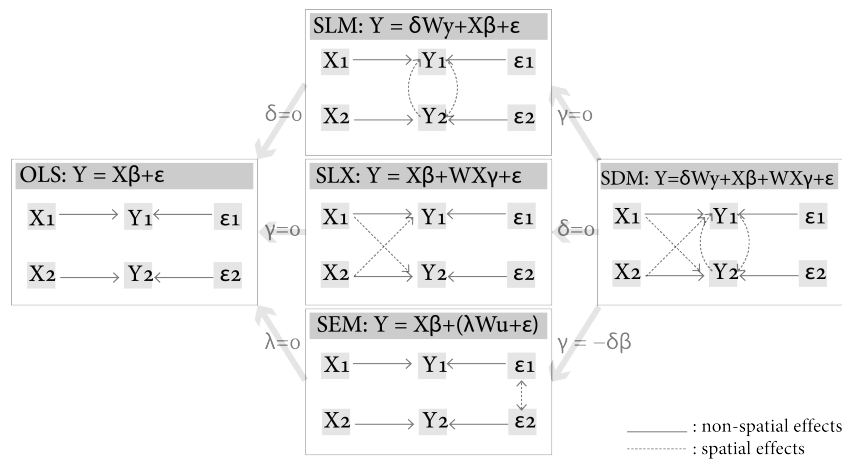 SLM: Y = δWy+Xβ+ε
X1 Y1 ε1
X2 Y2 ε2
δ=0
γ=0
OLS: Y = Xβ+ε
X1 Y1 ε1
X2 Y2 ε2
γ=0
SLX: Y = Xβ+WXγ+ε
X1 Y1 ε1
X2 Y2 ε2
δ=0
SDM: Y=δWy+Xβ+WXγ+ε
X1 Y1 ε1
X2 Y2 ε2
λ=0
SEM: Y = Xβ+(λWu+ε)
X1 Y1 ε1
X2 Y2 ε2
γ = −δβ
: non-spatial effects
: spatial effects